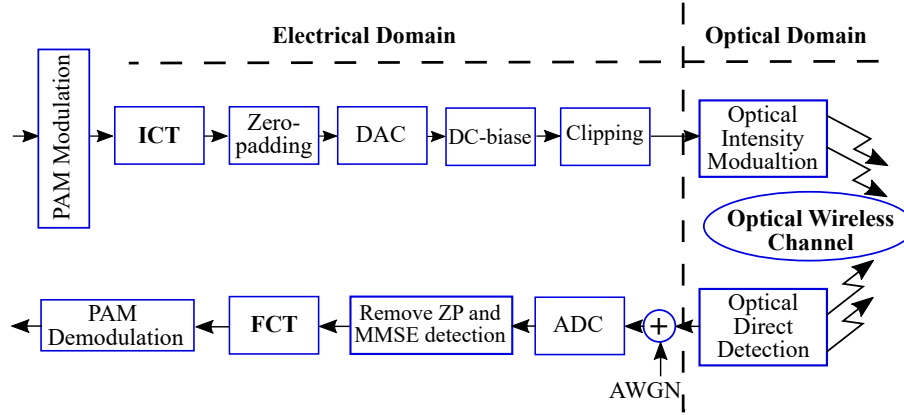 Electrical Domain
Optical Domain
PAM Modulation
ICT
Zero-
padding
DAC
DC-biase
Clipping
Optical
Intensity
Modualtion
Optical Wireless
Channel
PAM
Demodulation
FCT
Remove ZP and
MMSE detection
ADC
+
AWGN
Optical
Direct
Detection